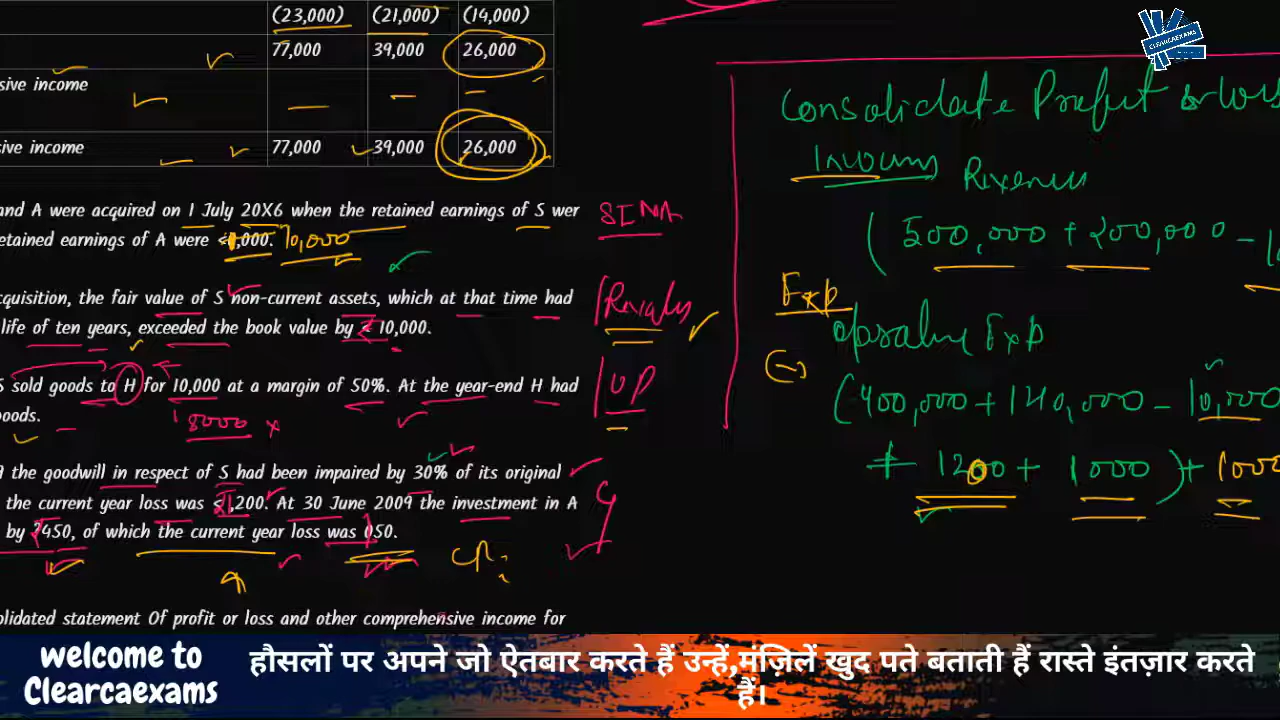 (23,000) (21,000) (14,000)
77,000 39,000 26,000
sive income
sive income 77,000 39,000 26,000
and A were acquired on 1 July 20X6 when the retained earnings of S wer
etained earnings of A were 10,000
cquisition, the fair value of S non-current assets, which at that time had
life of ten years, exceeded the book value by 10,000.
S sold goods to H for 10,000 at a margin of 50%. At the year-end H had
oods.
18000 x
9 the goodwill in respect of S had been impaired by 30% of its original
the current year loss was 1,200. At 30 June 2009 the investment in A
by 450, of which the current year loss was 050.
olidated statement Of profit or loss and other comprehensive income for
UP
CLEARCAEXAMS
Consolidate Profit or Loss
Revenue
(500,000 + 200,000 -
Exp
Exp
(-)
(400,000 + 140,000 - 10,000
+ 1200 + 1000) + 1000
welcome to
Clearcaexams
हौसलों पर अपने जो ऐतबार करते हैं उन्हें,मंज़िलें खुद पते बताती हैं रास्ते इंतज़ार करते
हैं।